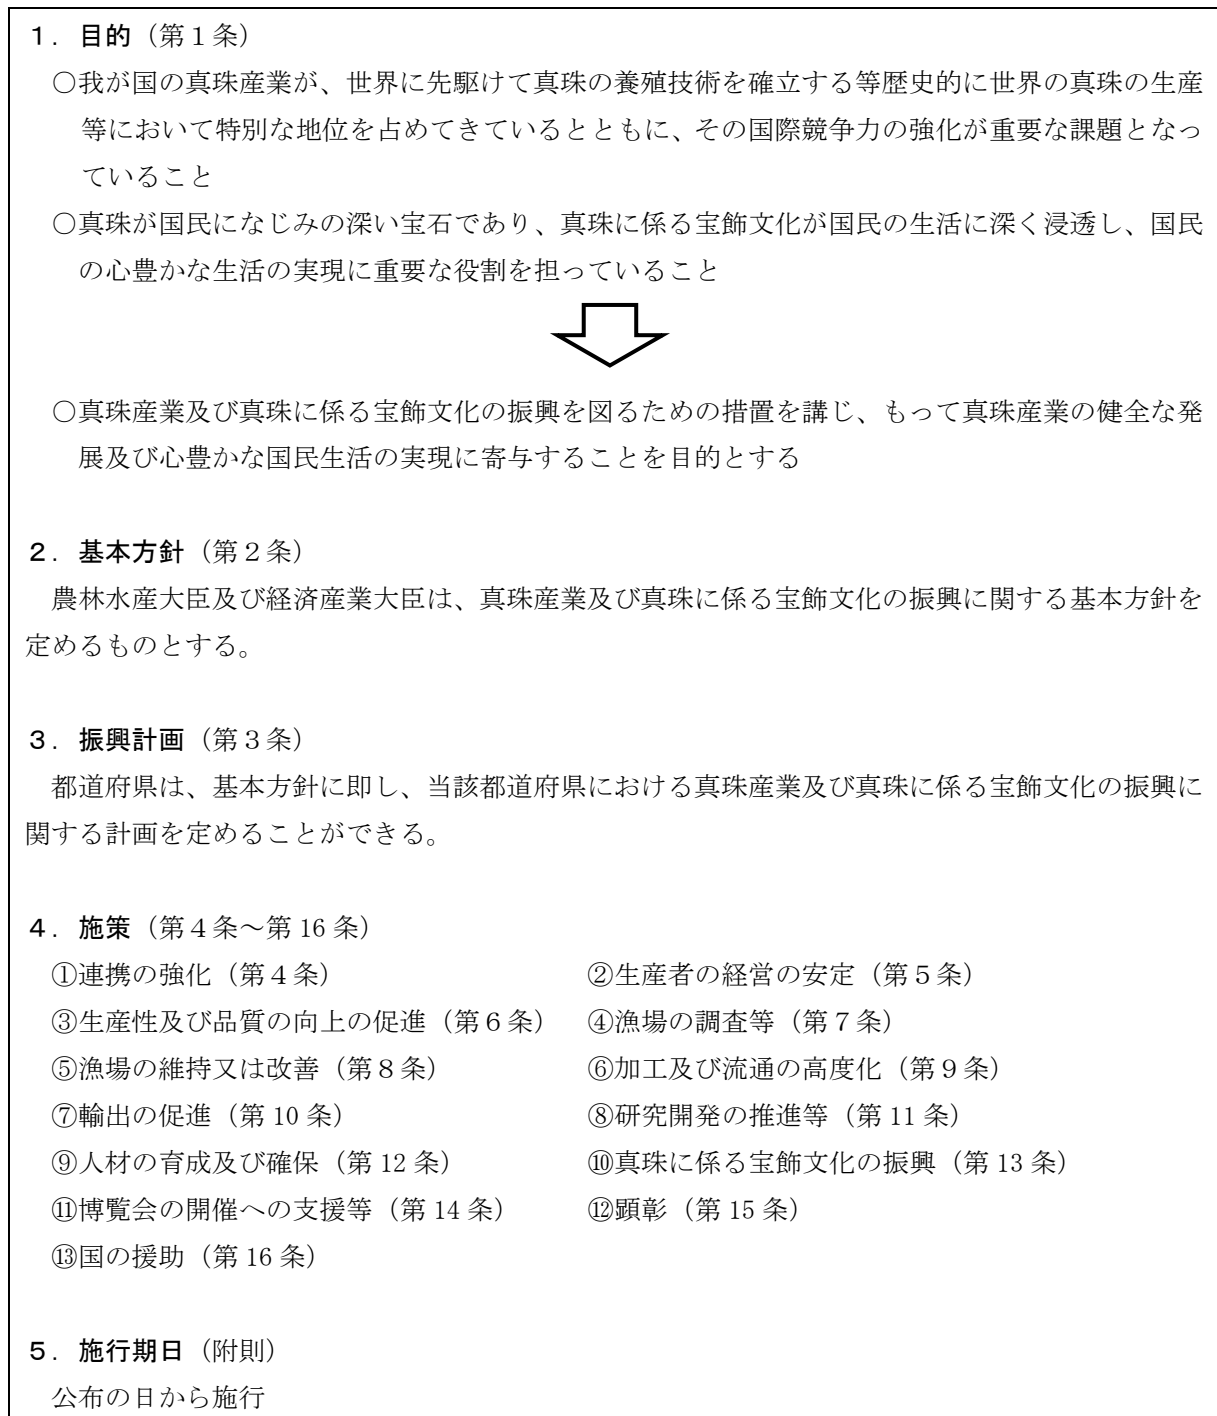 １．目的（第１条）
○我が国の真珠産業が、世界に先駆けて真珠の養殖技術を確立する等歴史的に世界の真珠の生産
等において特別な地位を占めてきているとともに、その国際競争力の強化が重要な課題となっ
ていること
○真珠が国民になじみの深い宝石であり、真珠に係る宝飾文化が国民の生活に深く浸透し、国民
の心豊かな生活の実現に重要な役割を担っていること
○真珠産業及び真珠に係る宝飾文化の振興を図るための措置を講じ、もって真珠産業の健全な発
展及び心豊かな国民生活の実現に寄与することを目的とする
２．基本方針（第２条）
農林水産大臣及び経済産業大臣は、真珠産業及び真珠に係る宝飾文化の振興に関する基本方針を
定めるものとする。
３．振興計画（第３条）
都道府県は、基本方針に即し、当該都道府県における真珠産業及び真珠に係る宝飾文化の振興に
関する計画を定めることができる。
４．施策（第４条～第 16 条）
①連携の強化（第４条） ②生産者の経営の安定（第５条）
③生産性及び品質の向上の促進（第６条） ④漁場の調査等（第７条）
⑤漁場の維持又は改善（第８条） ⑥加工及び流通の高度化（第９条）
⑦輸出の促進（第 10 条） ⑧研究開発の推進等（第 11 条）
⑨人材の育成及び確保（第 12 条） ⑩真珠に係る宝飾文化の振興（第 13 条）
⑪博覧会の開催への支援等（第 14 条） ⑫顕彰（第 15 条）
⑬国の援助（第 16 条）
５．施行期日（附則）
公布の日から施行